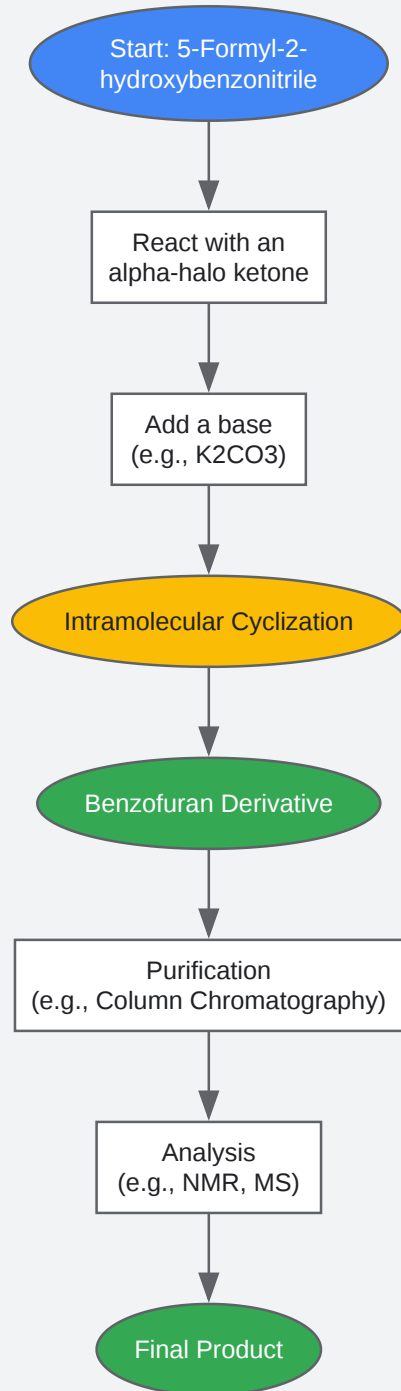 Start: 5-Formyl-2-
hydroxybenzonitrile
React with an
alpha-halo ketone
Add a base
(e.g., K2CO3)
Intramolecular Cyclization
Benzofuran Derivative
Purification
(e.g., Column Chromatography)
Analysis
(e.g., NMR, MS)
Final Product